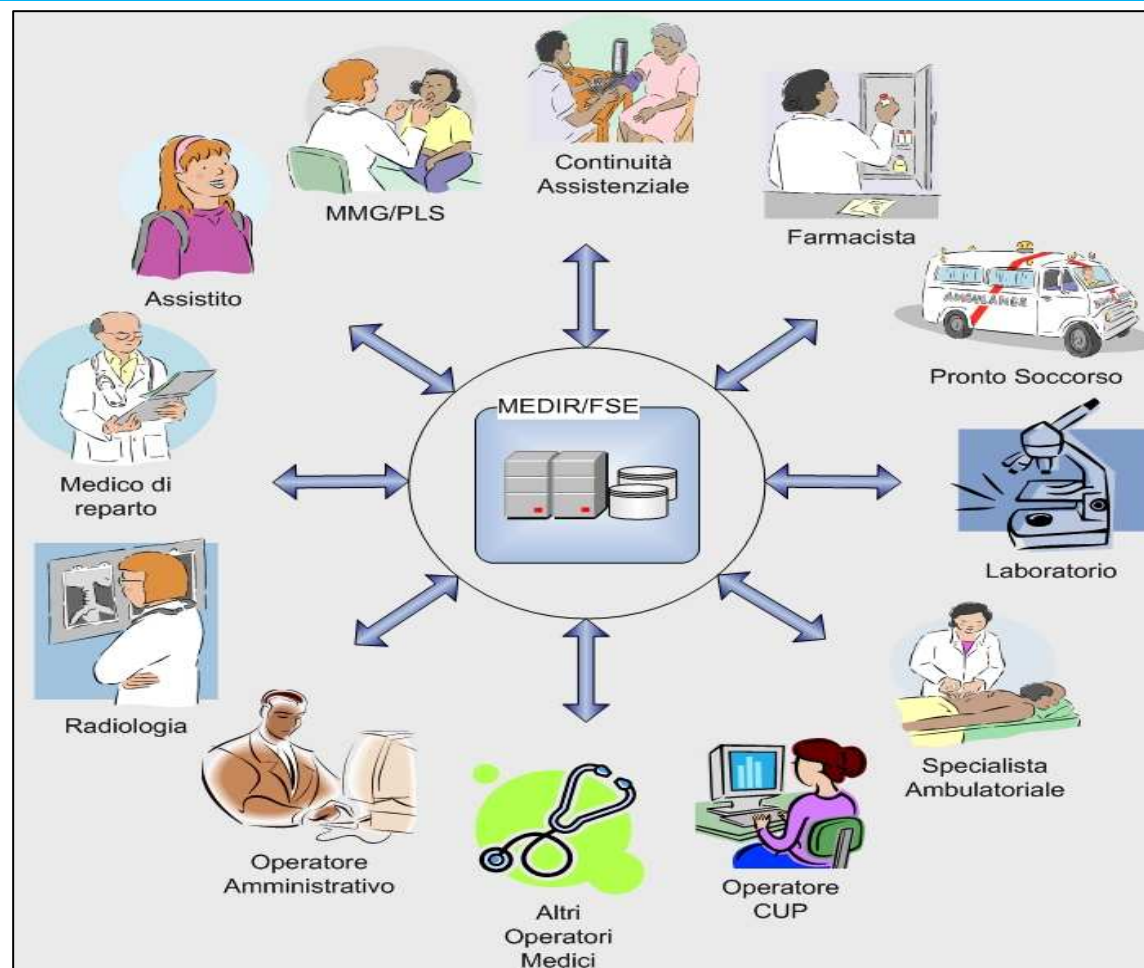 Continuità
Assistenziale
MMG/PLS
Farmacista
Assistito
AMBULANCE
Pronto Soccorso
MEDIR/FSE
Medico di
reparto
Laboratorio
Radiologia
Specialista
Ambulatoriale
Operatore
Amministrativo
Operatore
CUP
Altri
Operatori
Medici